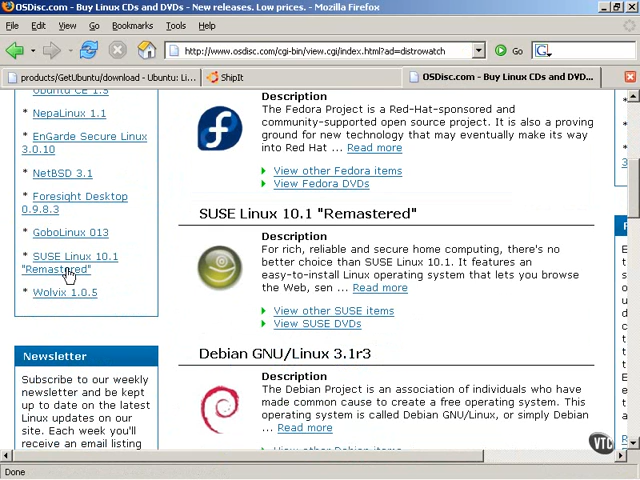 OSDisc.com - Buy Linux CDs and DVDs - New releases. Low prices. - Mozilla Firefox
File Edit View Go Bookmarks Tools Help
http://www.osdisc.com/cgi-bin/view.cgi/index.html?ad=distrowatch
Go
products/GetUbuntu/download - Ubuntu: Li...
ShipIt
OSDisc.com - Buy Linux CDs and DVD...
* NepaLinux 1.1
* EnGarde Secure Linux
3.0.10
* NetBSD 3.1
* Foresight Desktop
0.9.8.3
* GoboLinux 013
* SUSE Linux 10.1
"Remastered"
* Wolvix 1.0.5
Newsletter
Subscribe to our weekly
newsletter and be kept
up to date on the latest
Linux updates on our
site. Each week you'll
receive an email listing
Description
The Fedora Project is a Red-Hat-sponsored and
community-supported open source project. It is also a proving
ground for new technology that may eventually make its way
into Red Hat ... Read more
View other Fedora items
View Fedora DVDs
SUSE Linux 10.1 "Remastered"
Description
For rich, reliable and secure home computing, there's no
better choice than SUSE Linux 10.1. It features an
easy-to-install Linux operating system that lets you browse
the Web, sen ... Read more
View other SUSE items
View SUSE DVDs
Debian GNU/Linux 3.1r3
Description
The Debian Project is an association of individuals who have
made common cause to create a free operating system. This
operating system is called Debian GNU/Linux, or simply Debian
... Read more
View other Debian items
VTC
Done